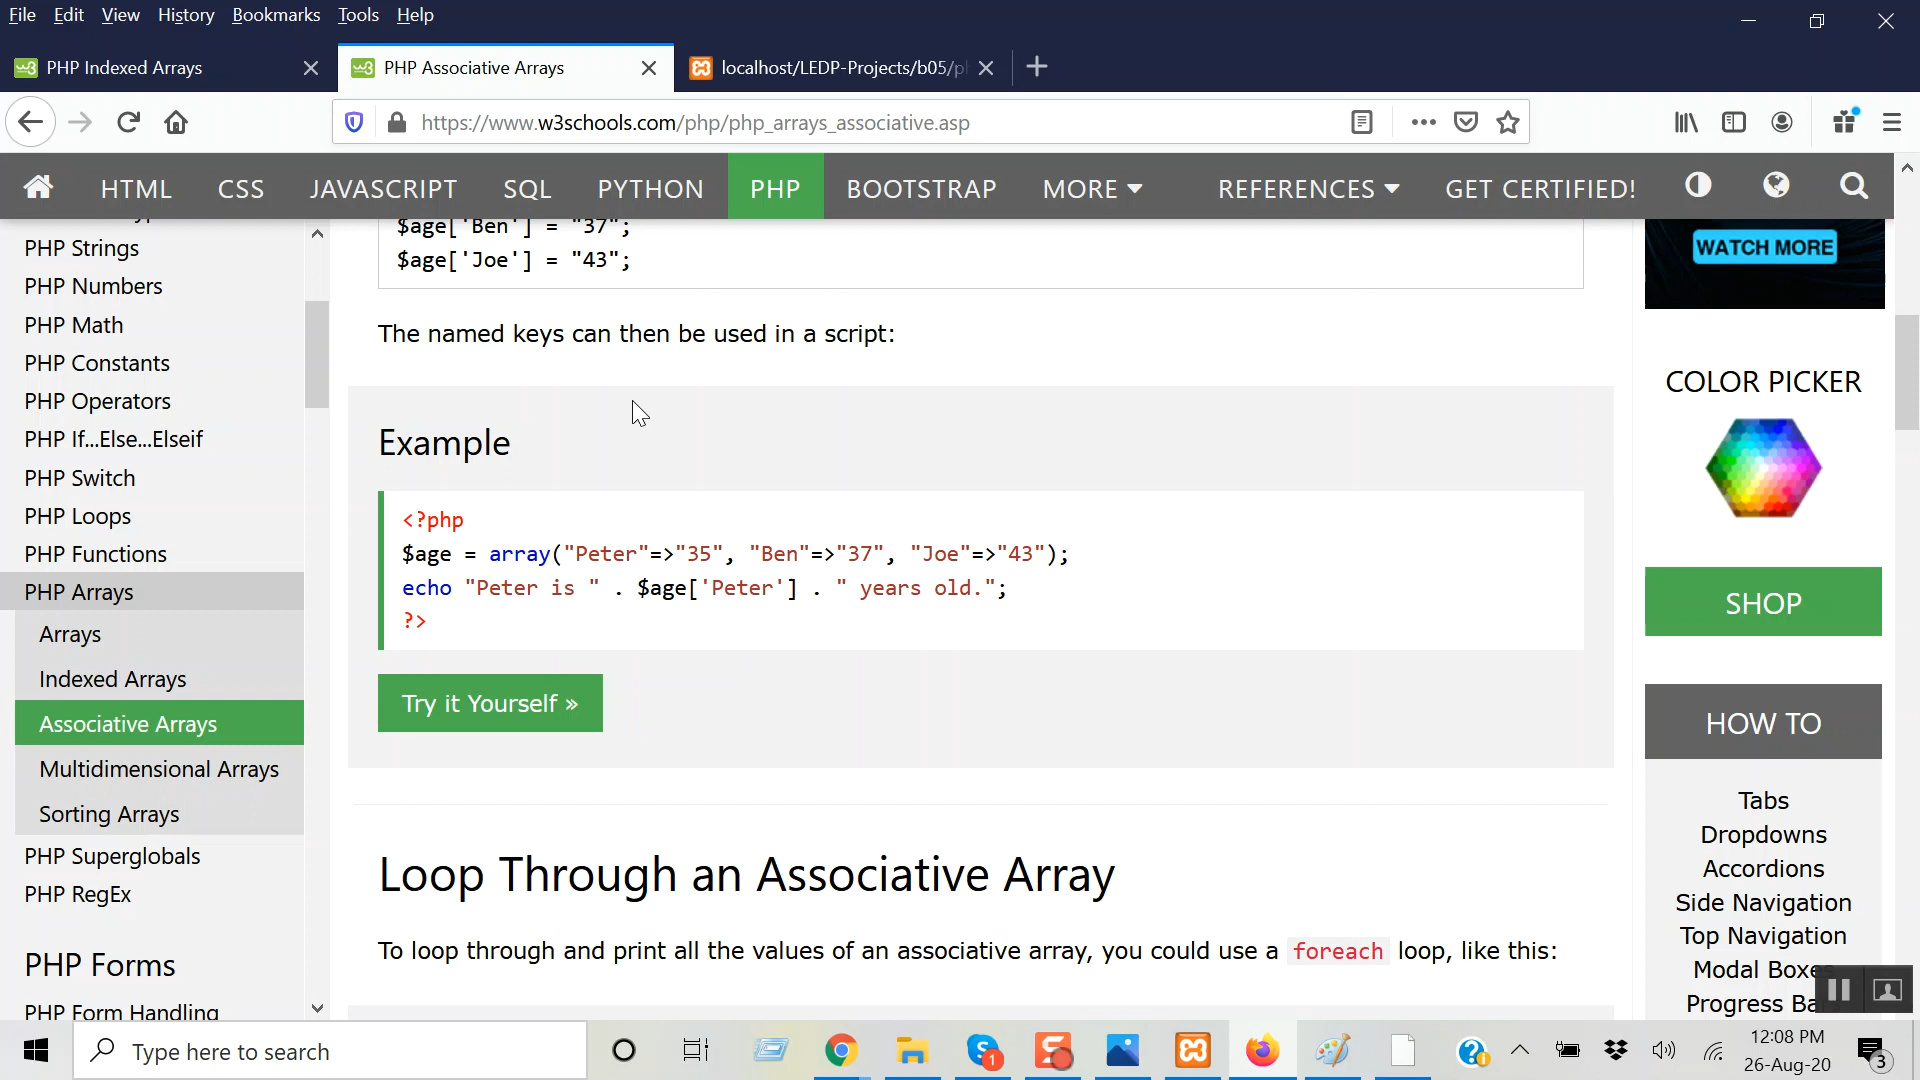 File Edit View History Bookmarks Tools Help
PHP Indexed Arrays
PHP Associative Arrays
localhost/LEDP-Projects/b05/p
https://www.w3schools.com/php/php_arrays_associative.asp
HTML CSS JAVASCRIPT SQL PYTHON PHP BOOTSTRAP MORE REFERENCES GET CERTIFIED!
PHP Strings
PHP Numbers
PHP Math
PHP Constants
PHP Operators
PHP If...Else...Elseif
PHP Switch
PHP Loops
PHP Functions
PHP Arrays
Arrays
Indexed Arrays
Associative Arrays
Multidimensional Arrays
Sorting Arrays
PHP Superglobals
PHP RegEx
PHP Forms
PHP Form Handling
$age['Ben'] = "37";
$age['Joe'] = "43";
The named keys can then be used in a script:
Example
<?php
$age = array("Peter"=>"35", "Ben"=>"37", "Joe"=>"43");
echo "Peter is " . $age['Peter'] . " years old.";
?>
Try it Yourself »
Loop Through an Associative Array
To loop through and print all the values of an associative array, you could use a foreach loop, like this:
WATCH MORE
COLOR PICKER
SHOP
HOW TO
Tabs
Dropdowns
Accordions
Side Navigation
Top Navigation
Modal Boxes
Progress Ba
Type here to search
1
12:08 PM
26-Aug-20
3